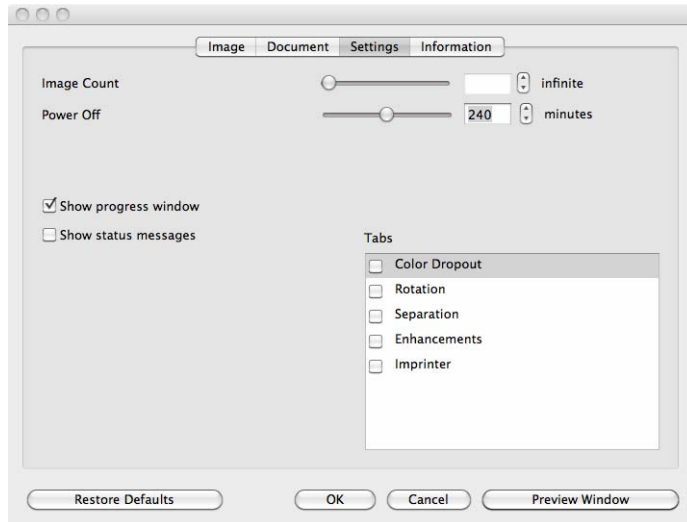 Image Document Settings Information
Image Count infinite
Power Off 240 minutes
Show progress window
Show status messages
Tabs
Color Dropout
Rotation
Separation
Enhancements
Imprinter
Restore Defaults OK Cancel Preview Window